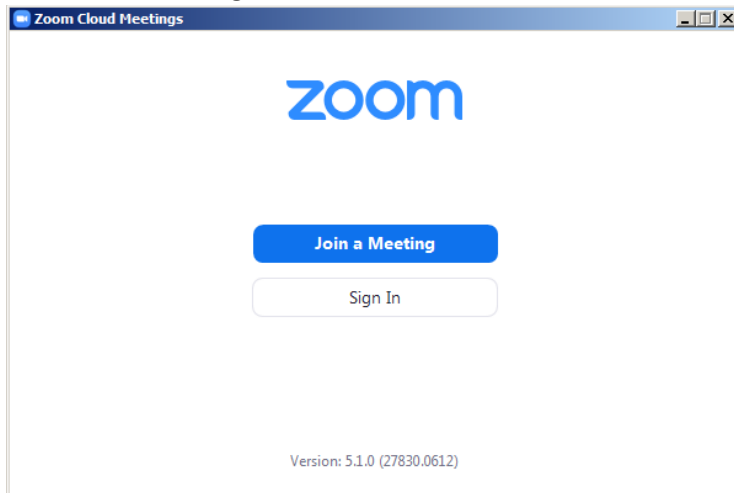 Zoom Cloud Meetings
zoom
Join a Meeting
Sign In
Version: 5.1.0 (27830.0612)